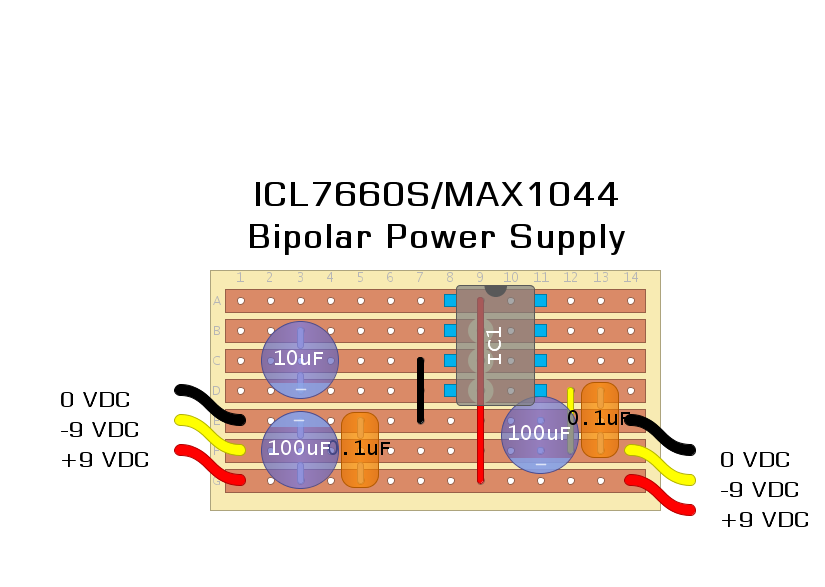 ICL7660S/MAX1044
Bipolar Power Supply
1 2 3 4 5 6 7 8 9 10 11 12 13 14
A
B
IC1
C
10uF
D
0 VDC
E
0.1uF
-9 VDC
100uF
.1uF
100uF
F
+9 VDC
G
0 VDC
-9 VDC
+9 VDC